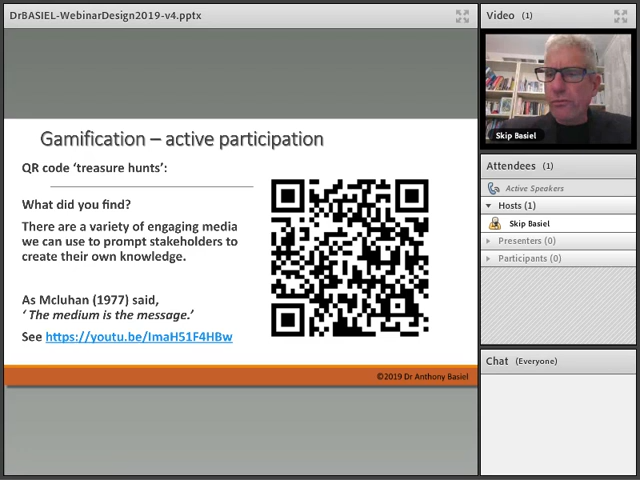 DrBASIEL-WebinarDesign2019-v4.pptx
Gamification – active participation
QR code ‘treasure hunts’:
What did you find?
There are a variety of engaging media
we can use to prompt stakeholders to
create their own knowledge.
As Mcluhan (1977) said,
‘ The medium is the message.’
See https://youtu.be/ImaH51F4HBw
©2019 Dr Anthony Basiel
Video (1)
Skip Basiel
Attendees (1)
Active Speakers
Hosts (1)
Skip Basiel
Presenters (0)
Participants (0)
Chat (Everyone)